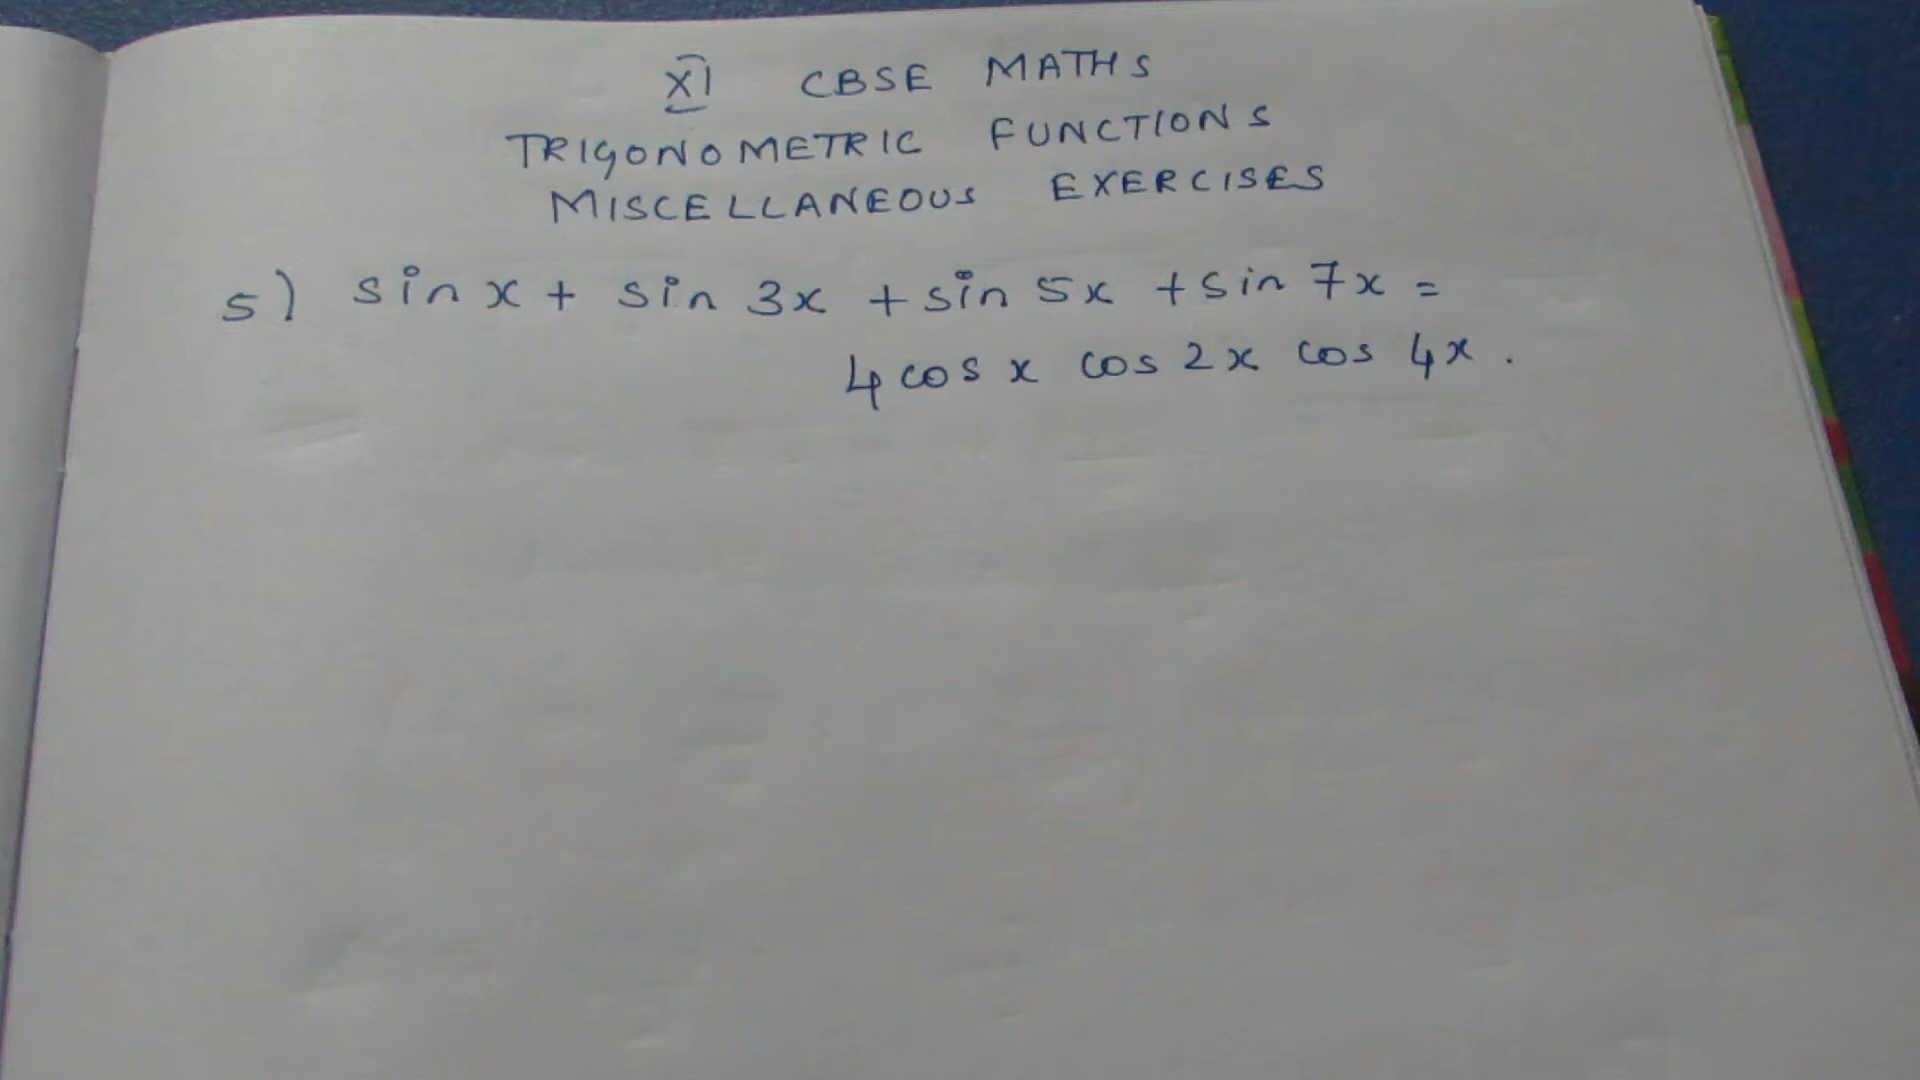 XI CBSE MATHS
TRIGONOMETRIC FUNCTIONS
MISCELLANEOUS EXERCISES
5) sin x + sin 3x + sin 5x + sin 7x =
4 cos x cos 2x cos 4x .